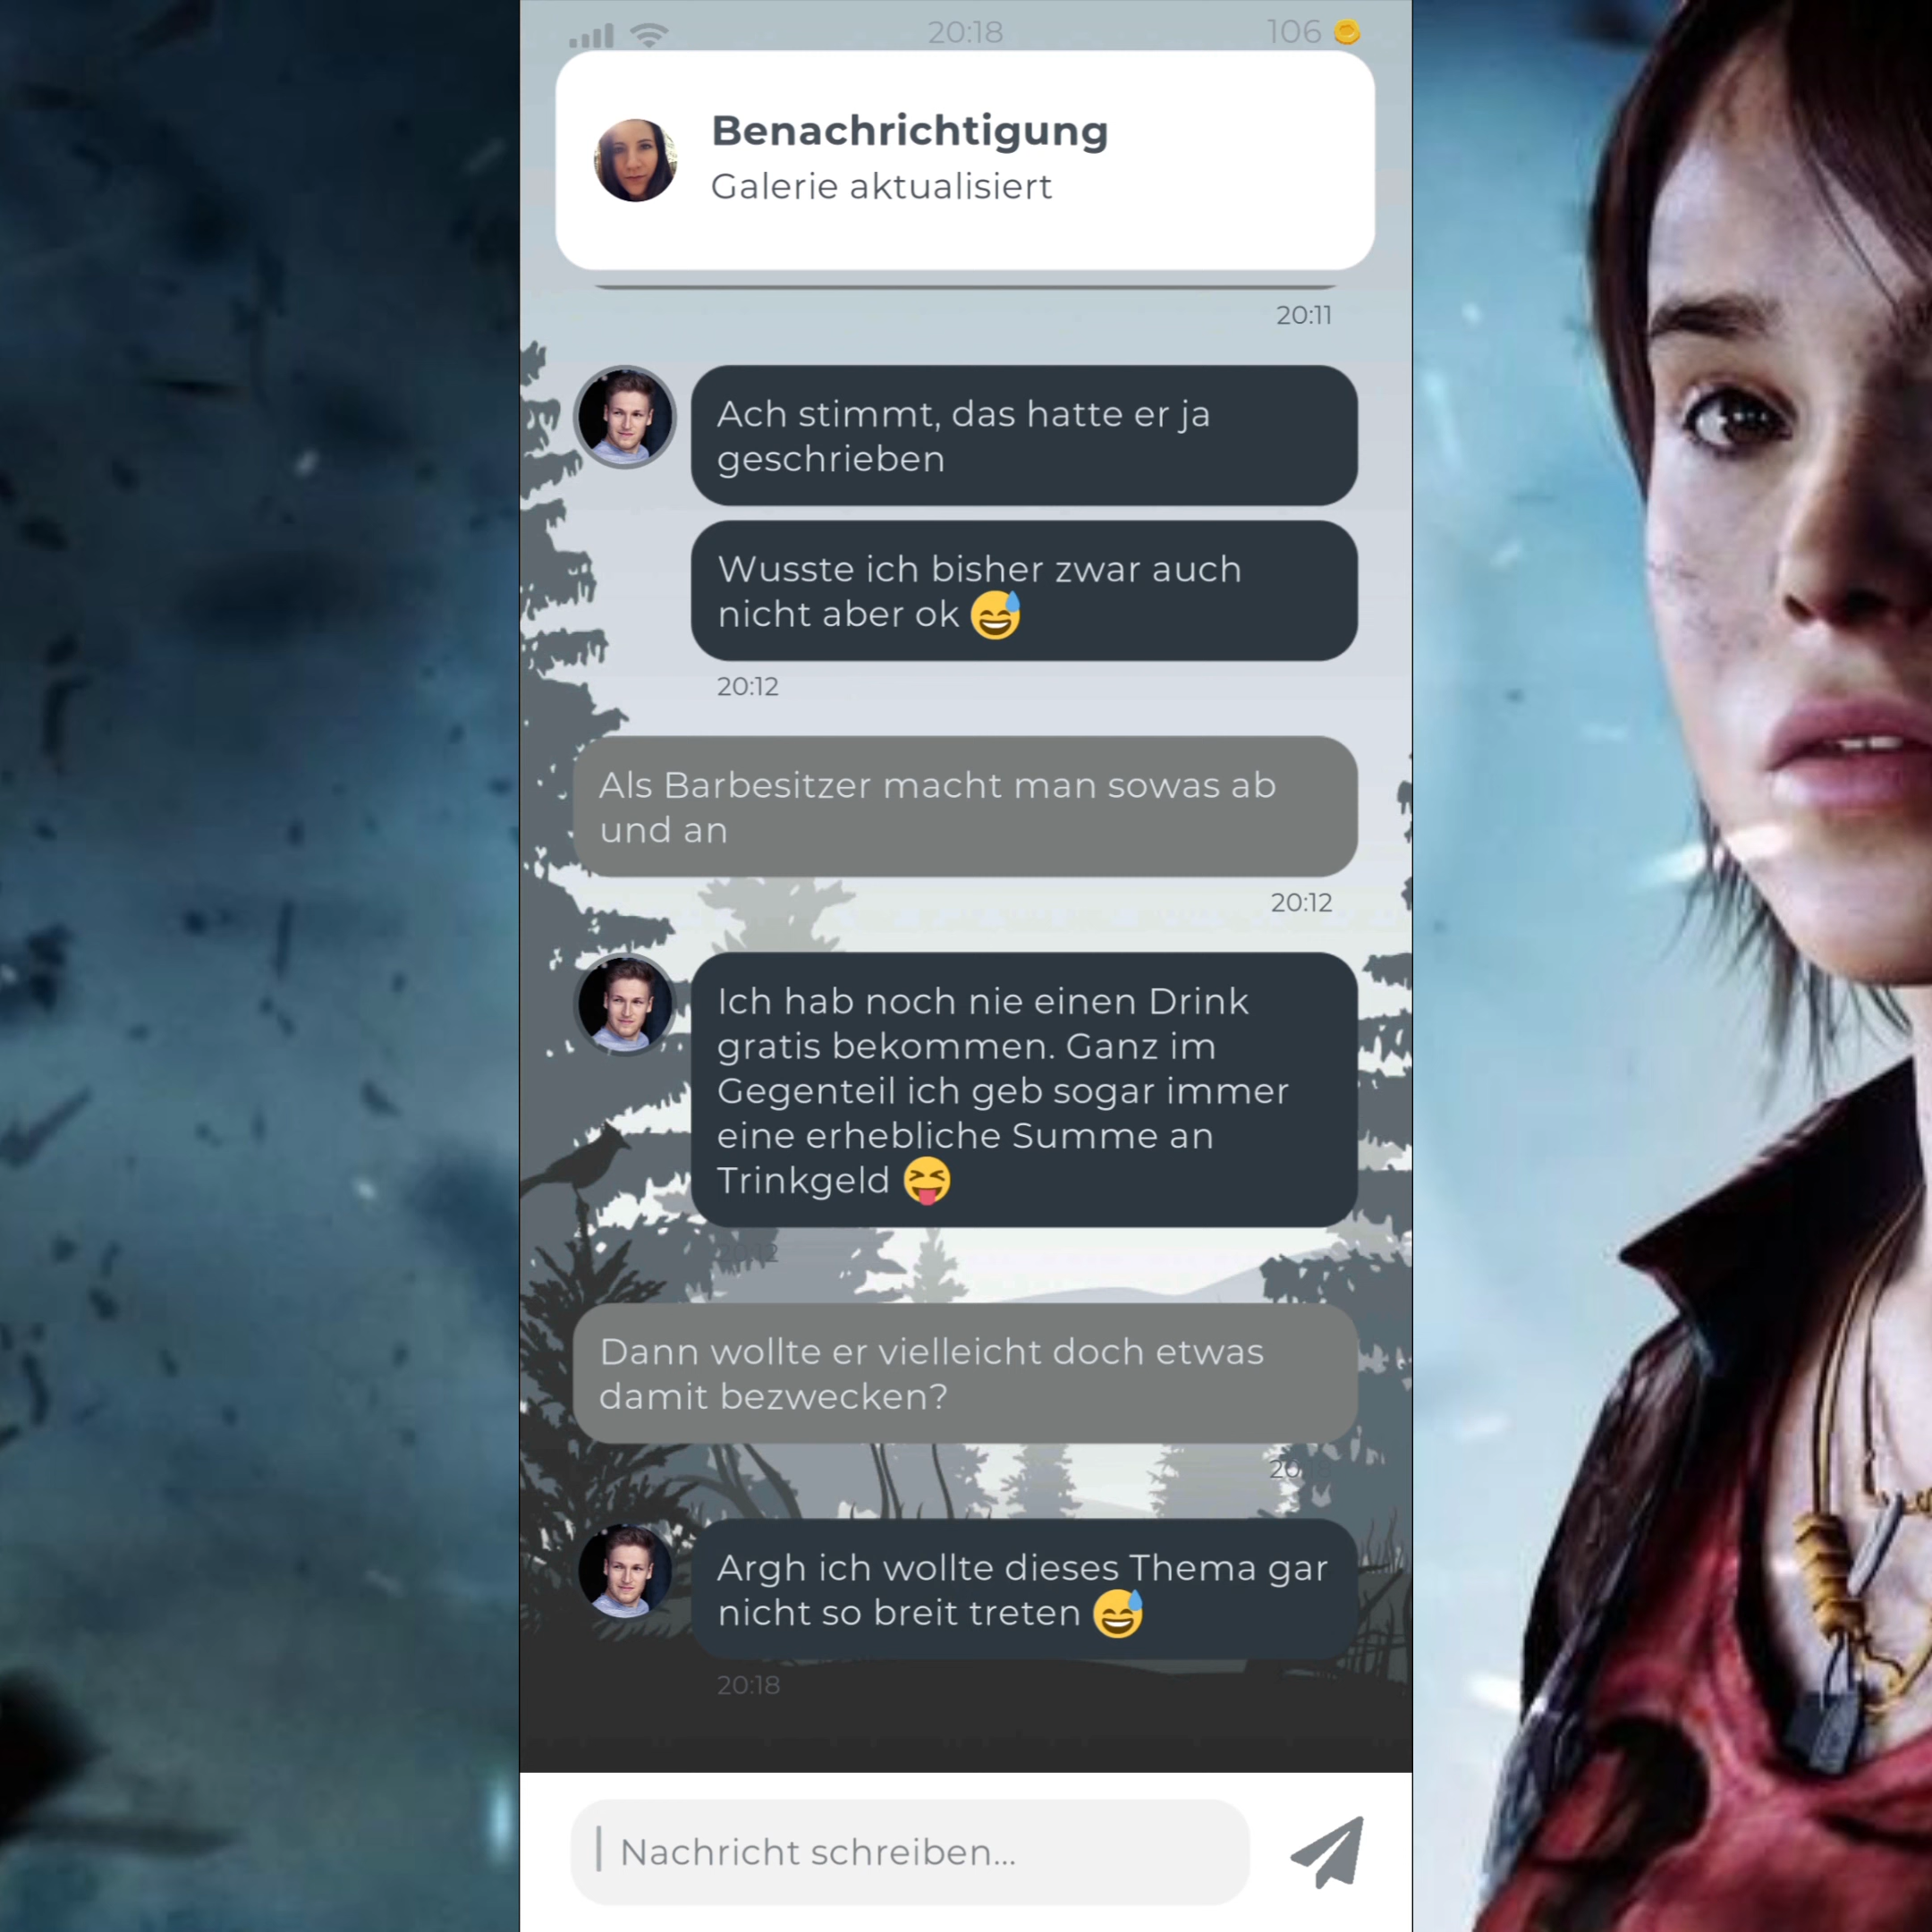 20:18
106
Benachrichtigung
Galerie aktualisiert
20:11
Ach stimmt, das hatte er ja
geschrieben
Wusste ich bisher zwar auch
nicht aber ok 😅
20:12
Als Barbesitzer macht man sowas ab
und an
20:12
Ich hab noch nie einen Drink
gratis bekommen. Ganz im
Gegenteil ich geb sogar immer
eine erhebliche Summe an
Trinkgeld 😝
20:12
Dann wollte er vielleicht doch etwas
damit bezwecken?
Argh ich wollte dieses Thema gar
nicht so breit treten 😅
20:18
Nachricht schreiben...